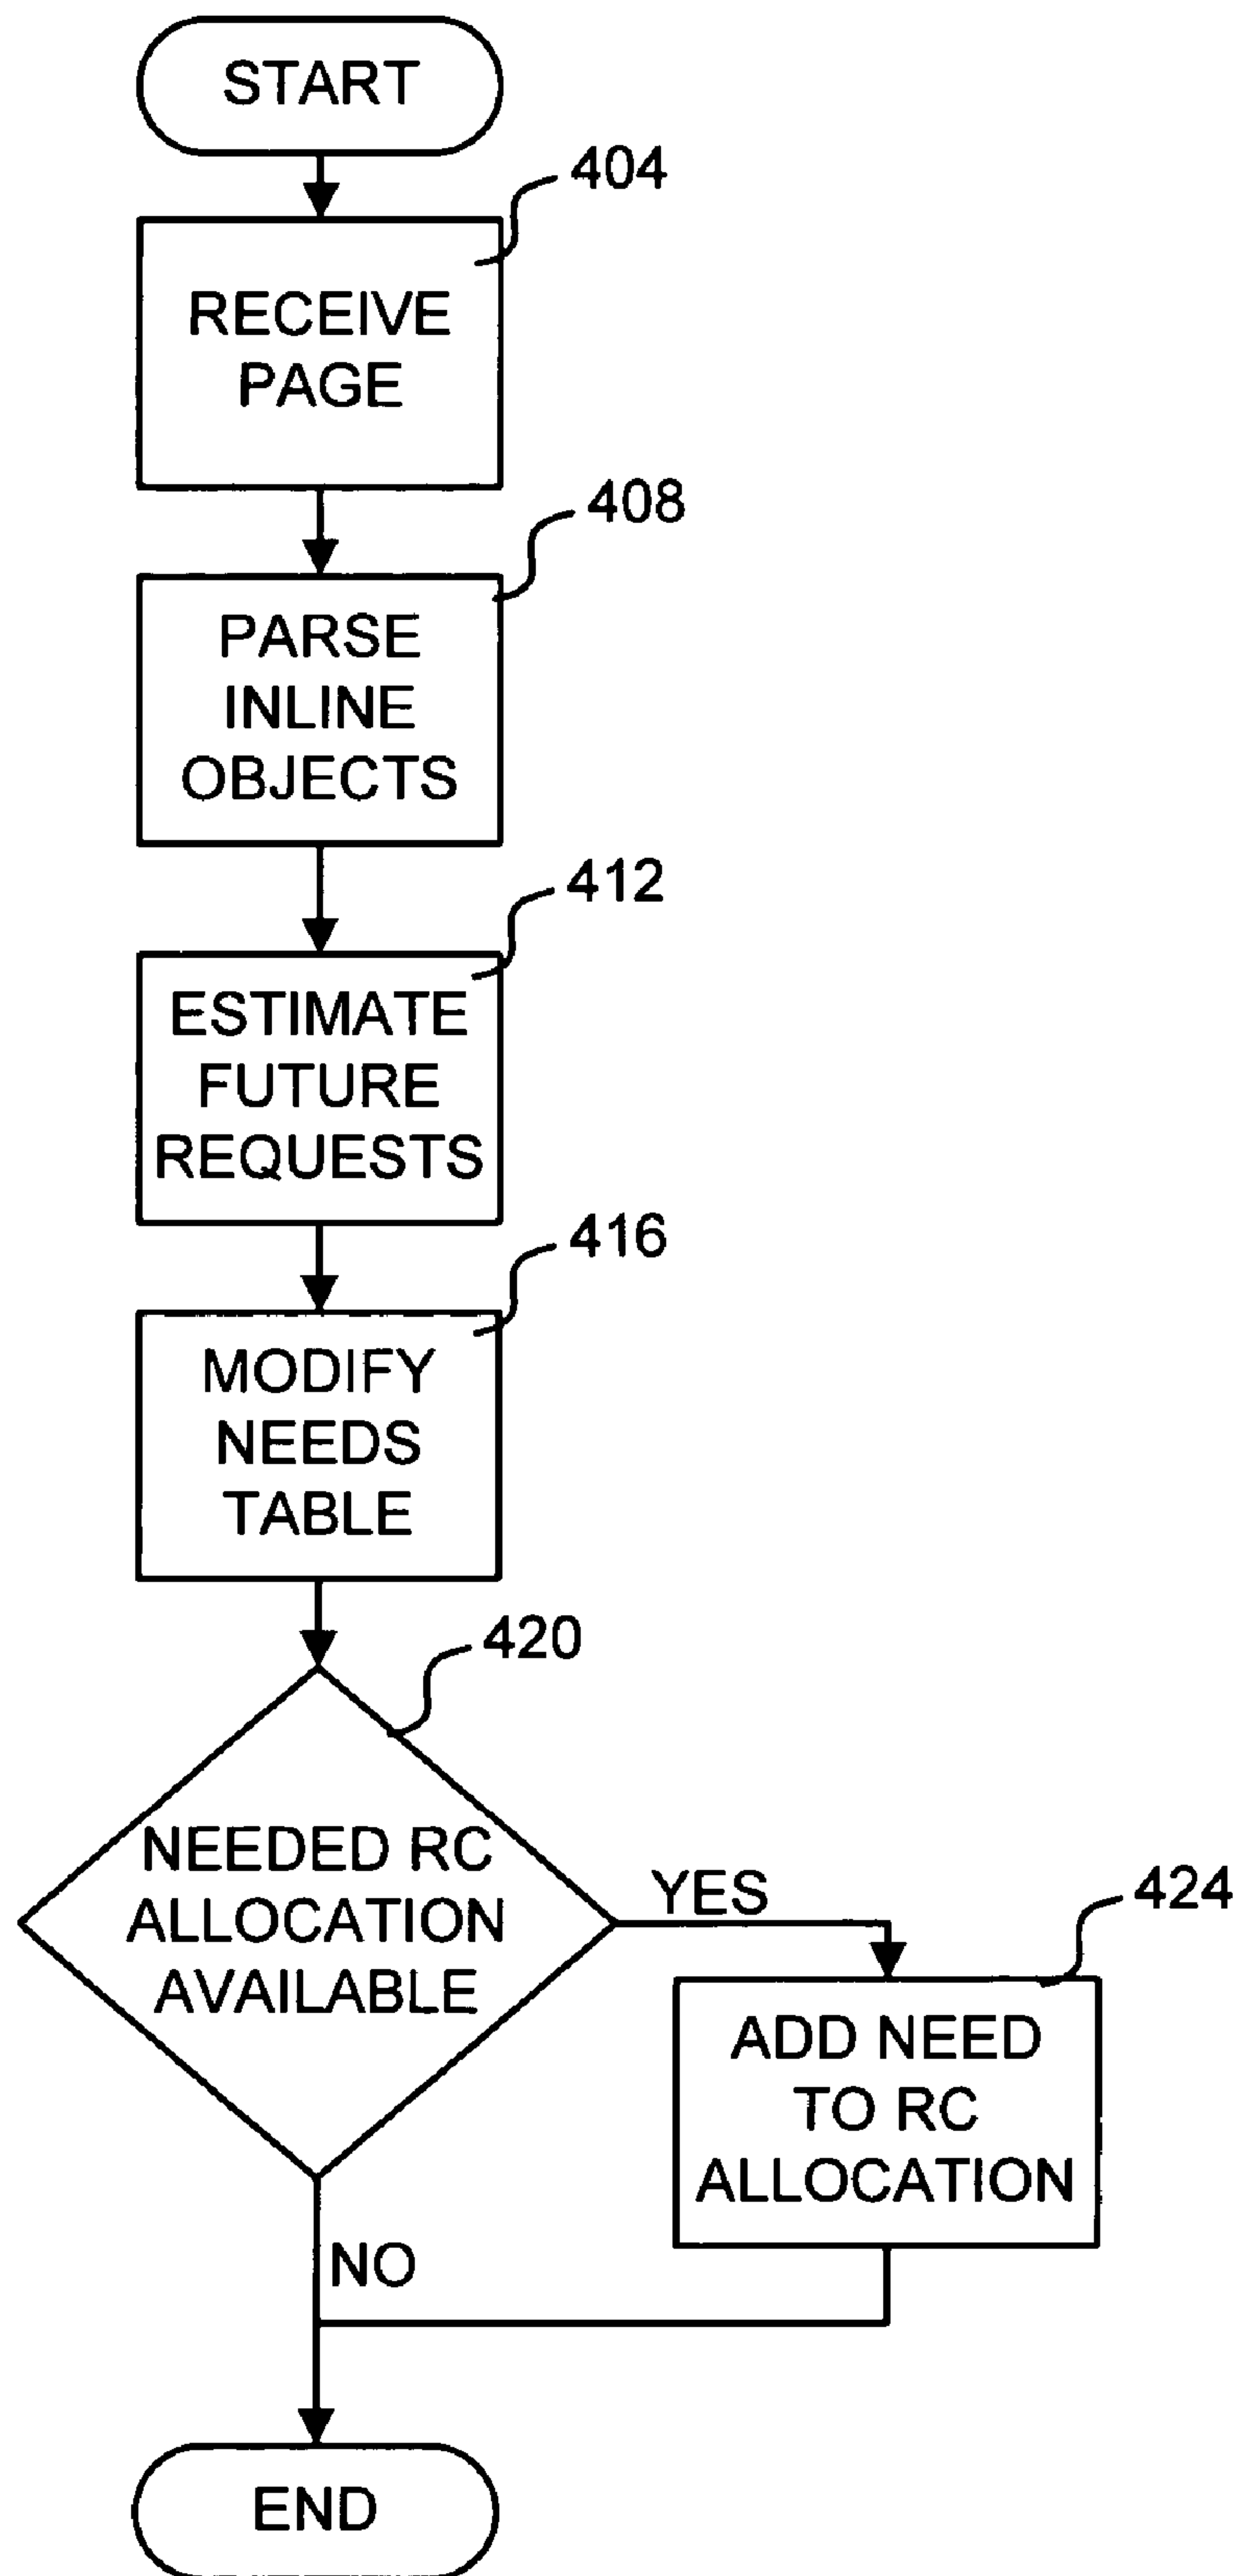 START
404
RECEIVE
PAGE
408
PARSE
INLINE
OBJECTS
412
ESTIMATE
FUTURE
REQUESTS
416
MODIFY
NEEDS
TABLE
420
NEEDED RC
ALLOCATION
AVAILABLE
YES
424
ADD NEED
TO RC
ALLOCATION
NO
END